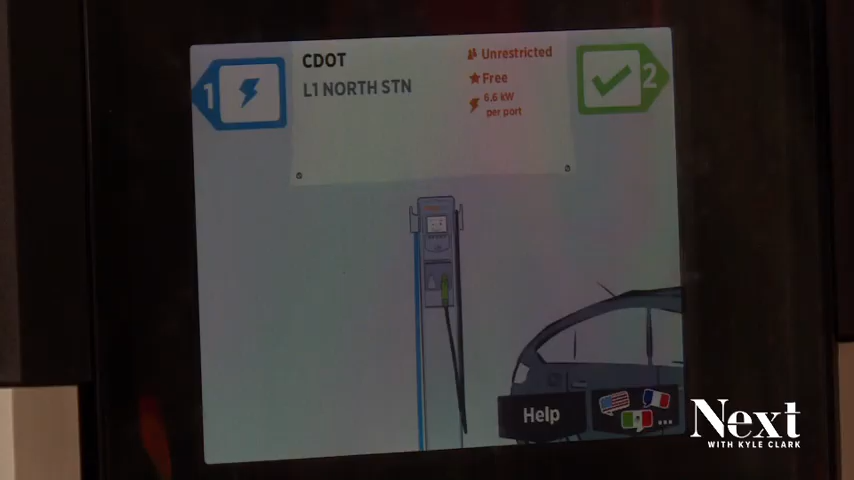 1
CDOT
L1 NORTH STN
Unrestricted
Free
6.6 kW
per port
2
Help
...
Next
WITH KYLE CLARK